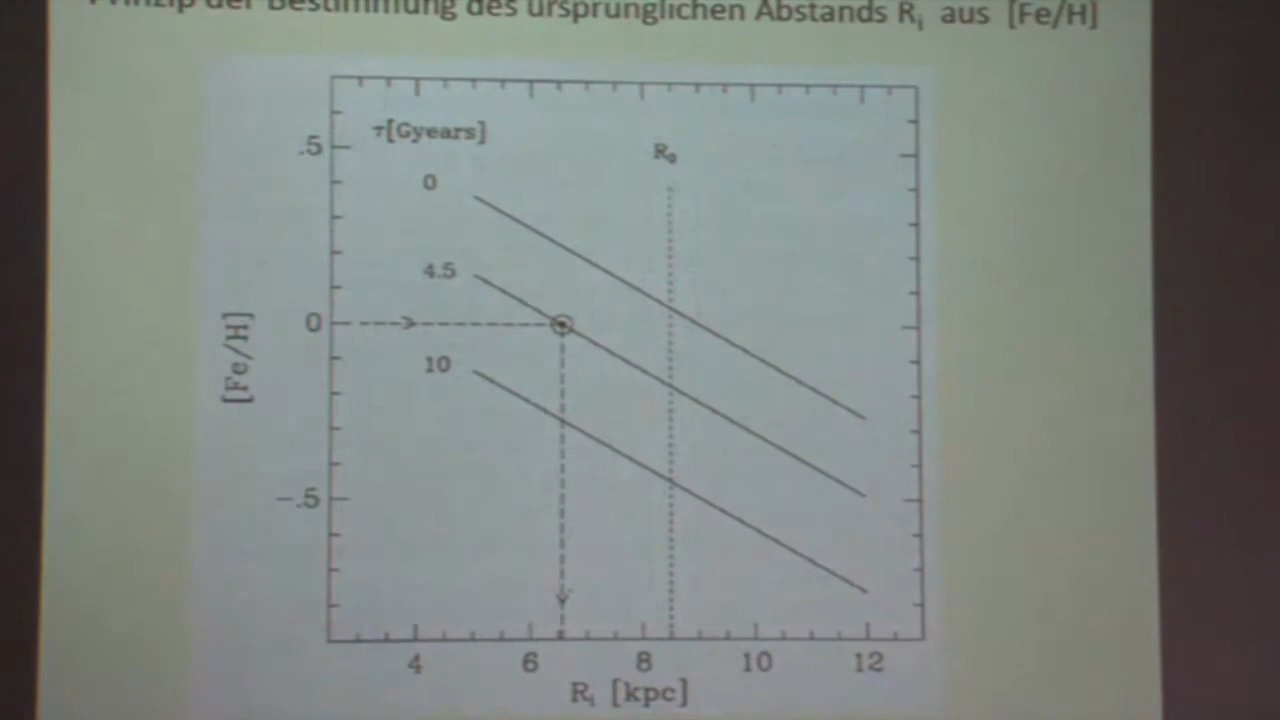 Prinzip der Bestimmung des ursprünglichen Abstands Ri aus [Fe/H]
τ[Gyears]
R₀
.5
0
4.5
0
10
-.5
[Fe/H]
4 6 8 10 12
Ri [kpc]